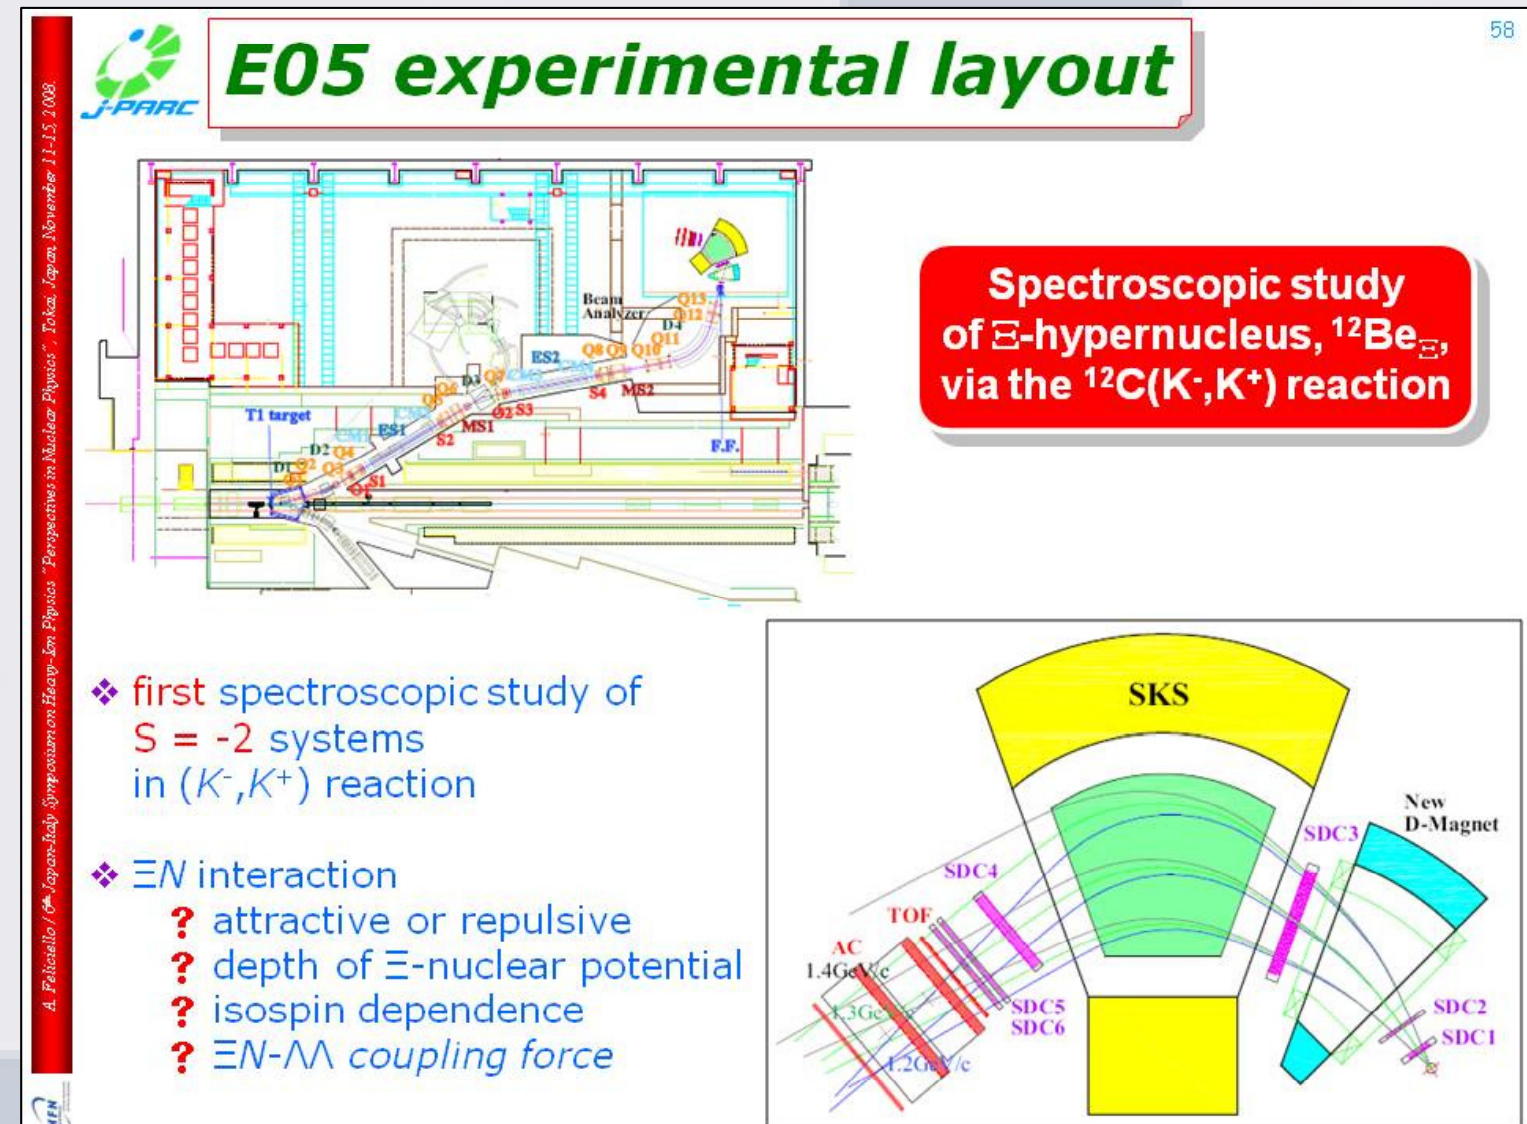 58
J-PARC
E05 experimental layout
A. Feliciello / 6th Japan-Italy Symposium on Heavy-Ion Physics "Perspectives in Nuclear Physics", Tokai, Japan, November 11-15, 2008.
Beam
Analyzer
Q13
Q12
D4
Q11
Q10
Q9
Q8
ES2
MS2
S4
Q7
D3
Q6
S3
MS1
S2
ES1
CM1
T1 target
D2
Q4
Q3
D1
Q2
S1
F.F.
Spectroscopic study
of Ξ-hypernucleus, ¹²Be_Ξ,
via the ¹²C(K⁻,K⁺) reaction
❖ first spectroscopic study of
S = -2 systems
in (K⁻,K⁺) reaction
❖ ΞN interaction
? attractive or repulsive
? depth of Ξ-nuclear potential
? isospin dependence
? ΞN-ΛΛ coupling force
SKS
New
D-Magnet
SDC3
SDC4
TOF
AC
1.4GeV/c
1.3GeV/c
1.2GeV/c
SDC5
SDC6
SDC2
SDC1